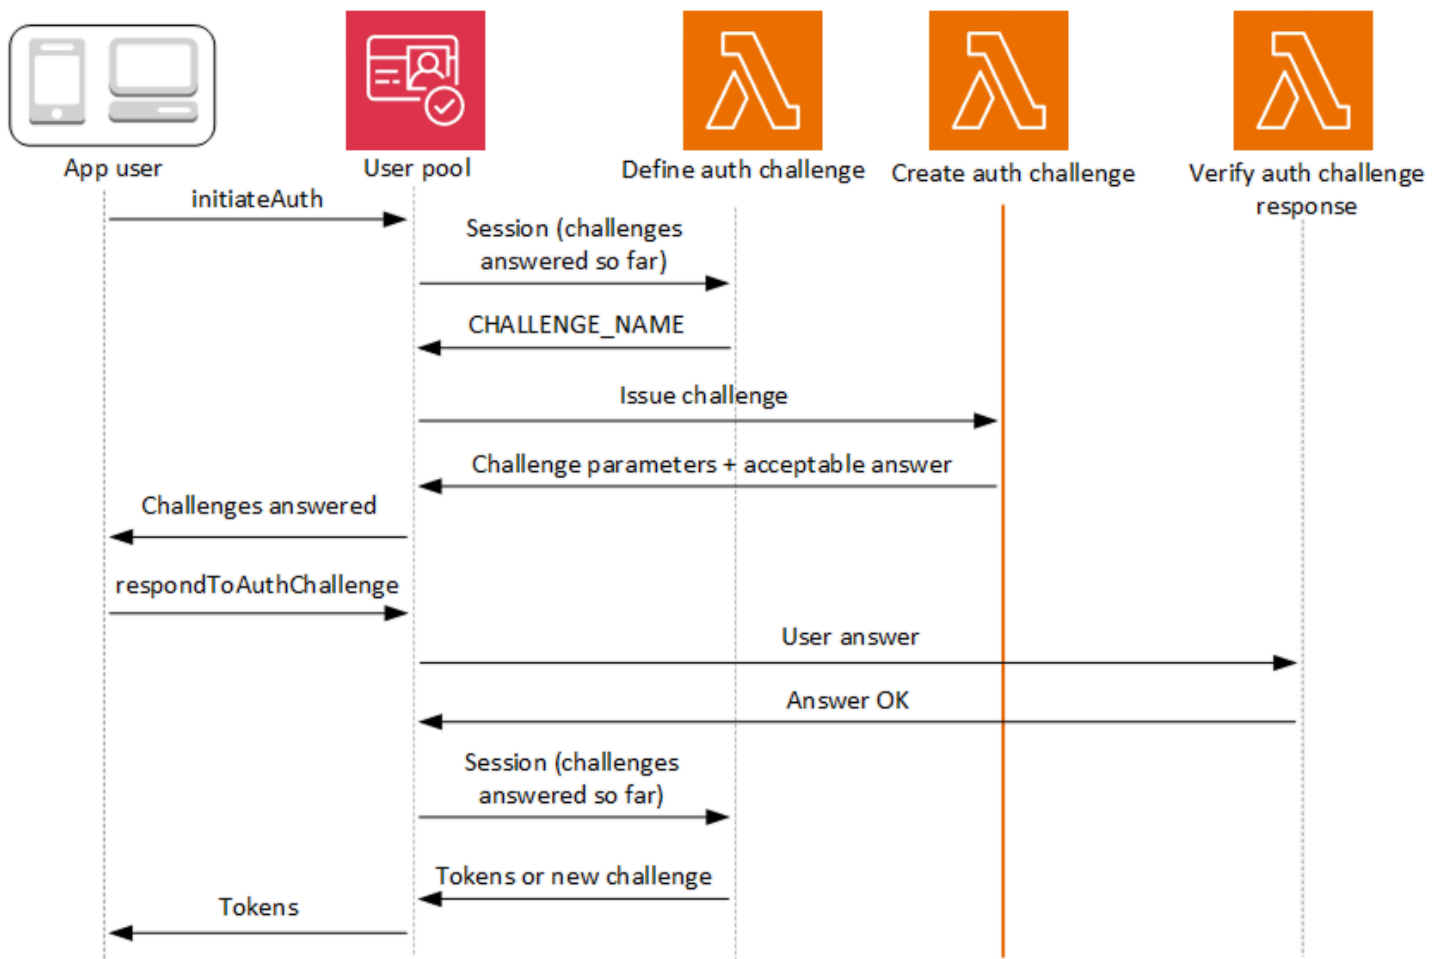 App user
User pool
Define auth challenge
Create auth challenge
Verify auth challenge
response
initiateAuth
Session (challenges
answered so far)
CHALLENGE_NAME
Issue challenge
Challenge parameters + acceptable answer
Challenges answered
respondToAuthChallenge
User answer
Answer OK
Session (challenges
answered so far)
Tokens or new challenge
Tokens